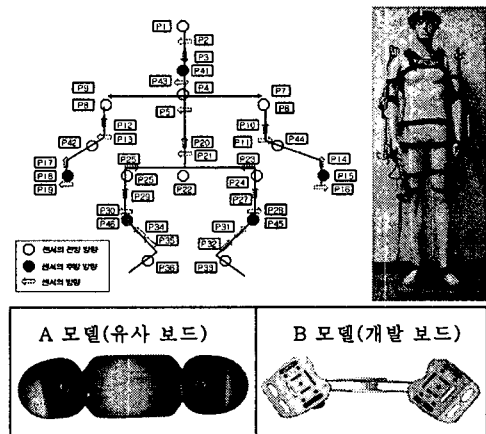 P1
P2
P3
P41
P43
P4
P9
P7
P8
P8
P5
P12
P10
P42
P13
P11
P44
P17
P20
P14
P18
P21
P15
P19
P25
P23
P16
P25
P22
P24
P29
P27
P30
P28
P46
P34
P31
P45
P35
P32
P36
P33
센서의 전방 방향
센서의 후방 방향
센서의 방향
A 모델(유사 보드)
B 모델(개발 보드)